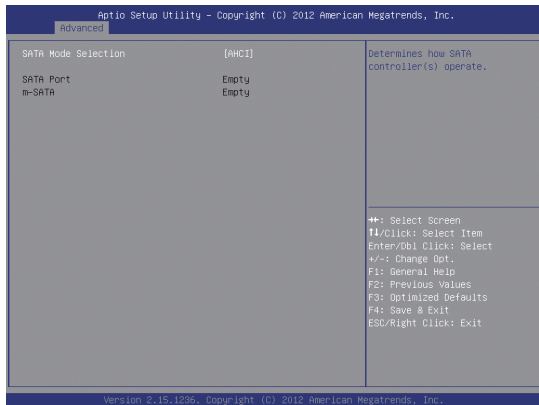 Aptio Setup Utility – Copyright (C) 2012 American Megatrends, Inc.
Advanced
SATA Mode Selection [AHCI]
SATA Port Empty
m-SATA Empty
Determines how SATA
controller(s) operate.
→←: Select Screen
↑↓/Click: Select Item
Enter/Dbl Click: Select
+/-: Change Opt.
F1: General Help
F2: Previous Values
F3: Optimized Defaults
F4: Save & Exit
ESC/Right Click: Exit
Version 2.15.1236. Copyright (C) 2012 American Megatrends, Inc.